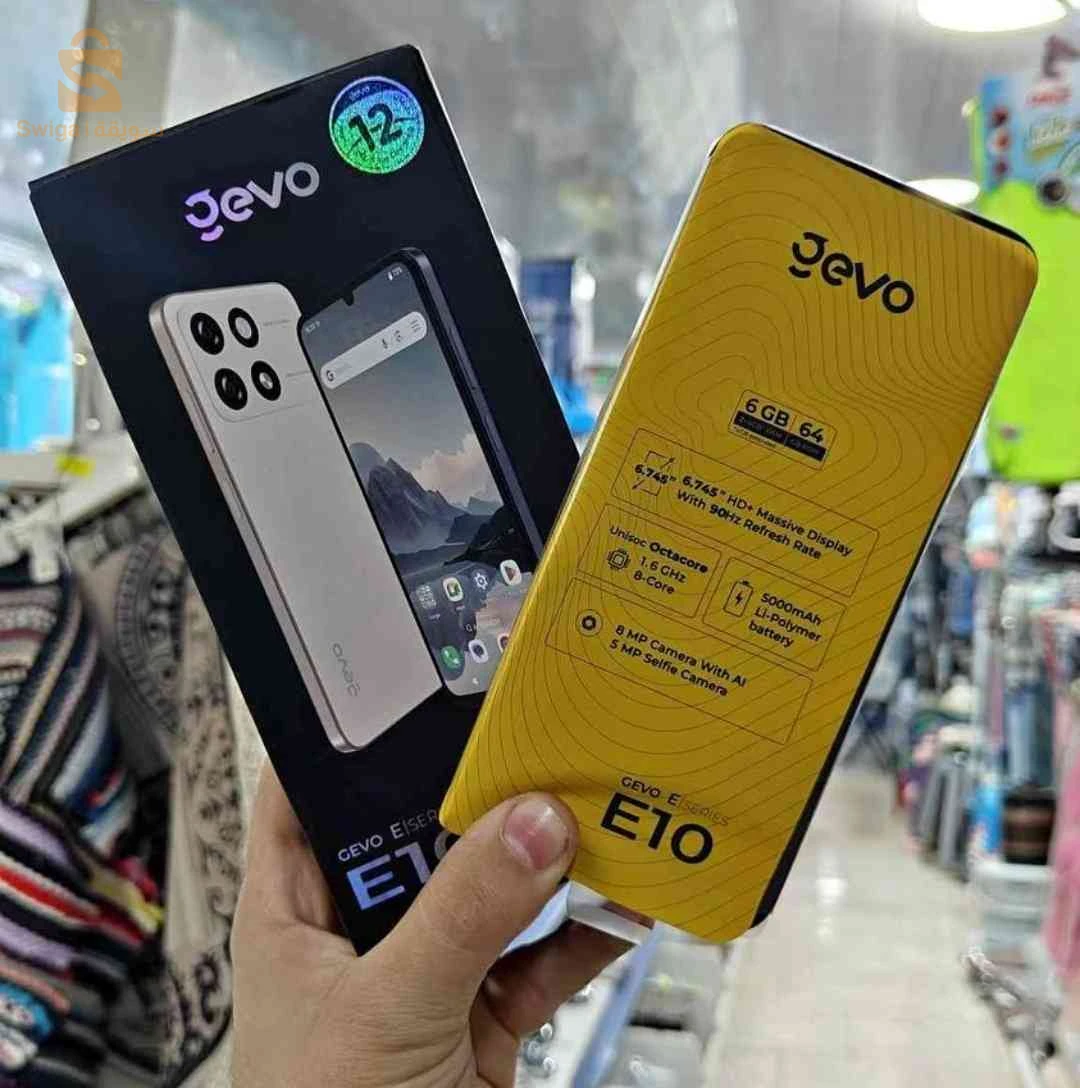 gevo
12
gevo
GEVO E|SERIES
gevo
6 GB | 64
6.745"
6.745" HD+ Massive Display
With 90Hz Refresh Rate
Unisoc Octacore
1.6 GHz
8-Core
5000mAh
Li-Polymer
battery
8 MP Camera With AI
5 MP Selfie Camera
GEVO E|SERIES
E10